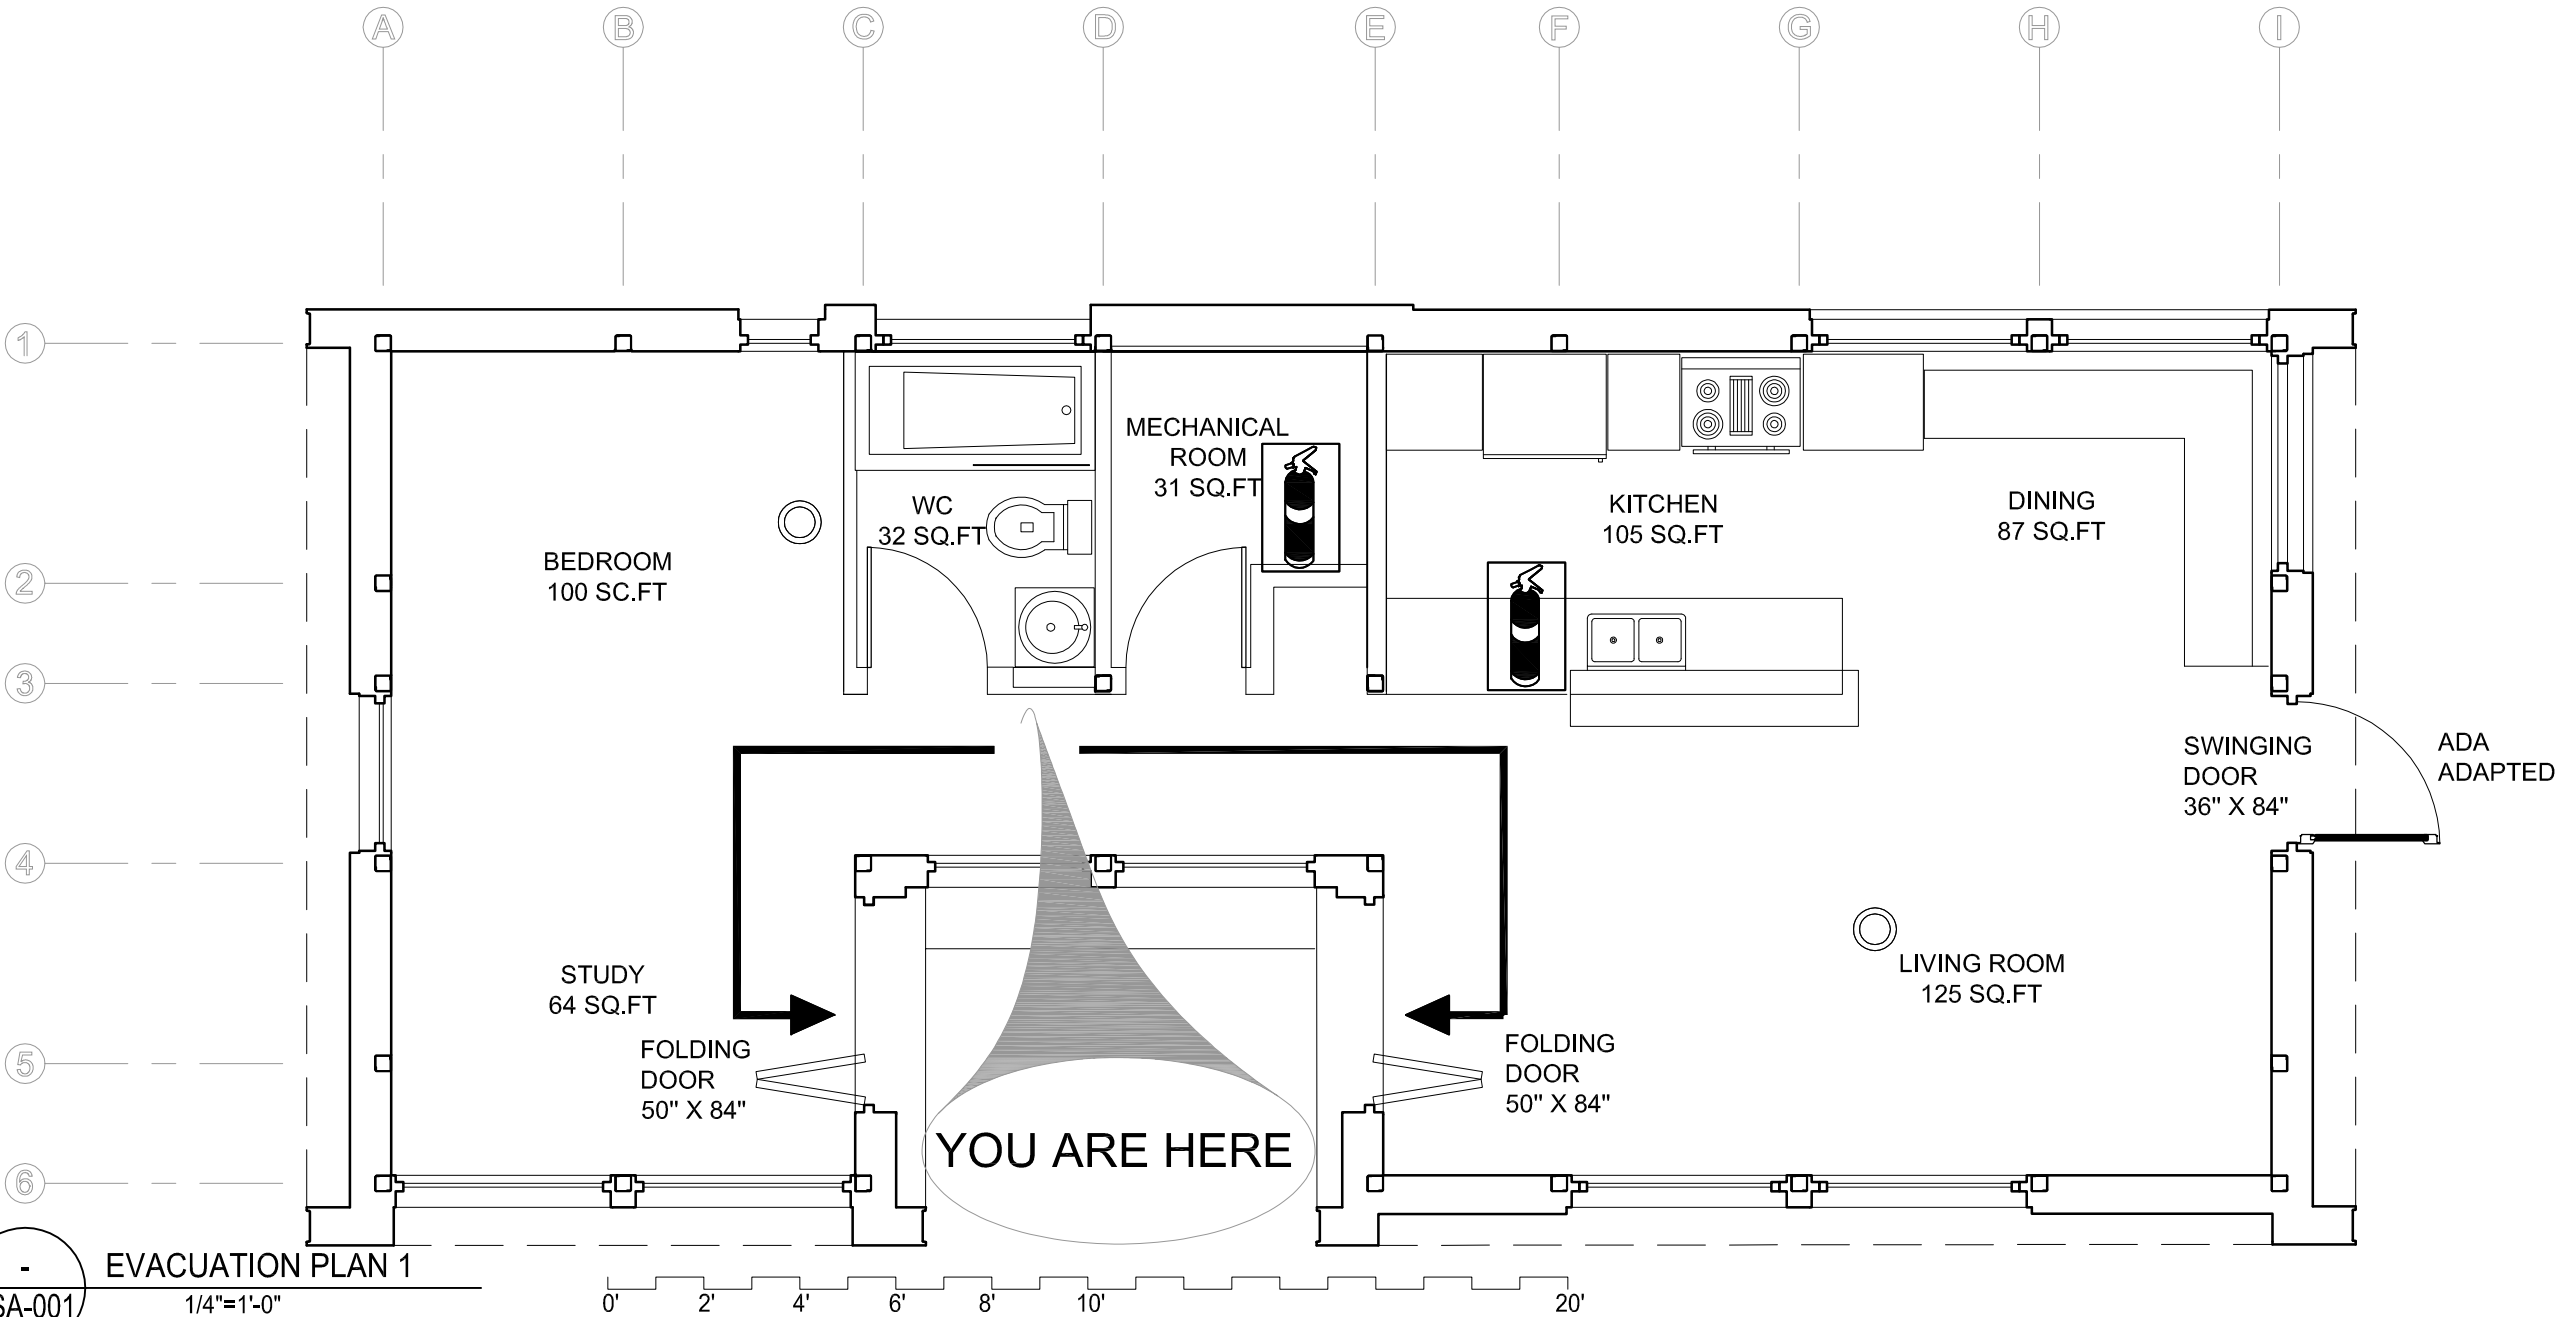 A B C D E F G H I
1
2
3
4
5
6
MECHANICAL
ROOM
31 SQ.FT
WC
32 SQ.FT
KITCHEN
105 SQ.FT
DINING
87 SQ.FT
BEDROOM
100 SC.FT
SWINGING
DOOR
36" X 84"
ADA
ADAPTED
STUDY
64 SQ.FT
LIVING ROOM
125 SQ.FT
FOLDING
DOOR
50" X 84"
FOLDING
DOOR
50" X 84"
YOU ARE HERE
-
SA-001
EVACUATION PLAN 1
1/4"=1'-0"
0' 2' 4' 6' 8' 10' 20'